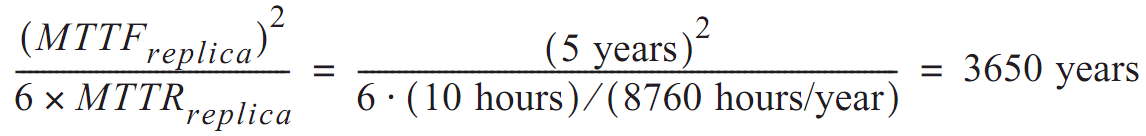 (MTTF_replica)^2 / 6 × MTTR_replica = (5 years)^2 / 6 · (10 hours)/(8760 hours/year) = 3650 years